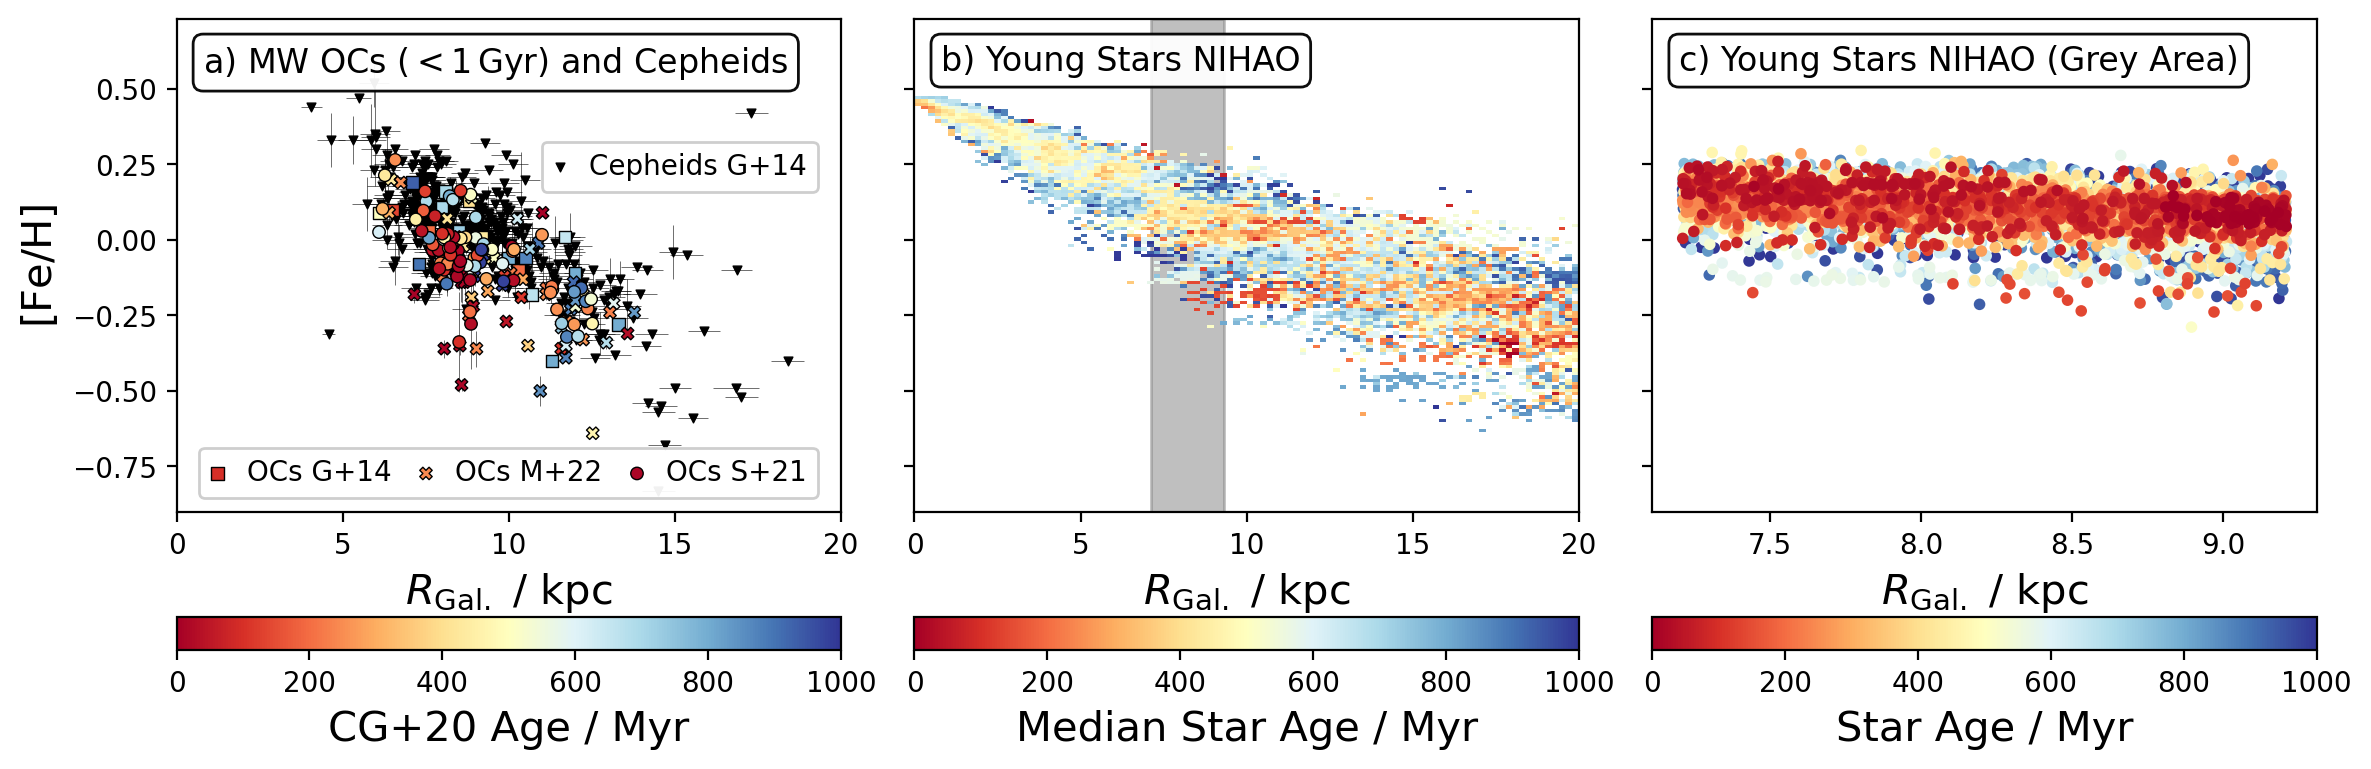 a) MW OCs (< 1 Gyr) and Cepheids
b) Young Stars NIHAO
c) Young Stars NIHAO (Grey Area)
Cepheids G+14
OCs G+14 OCs M+22 OCs S+21
[Fe/H]
0.50
0.25
0.00
−0.25
−0.50
−0.75
0 5 10 15 20
0 5 10 15 20
7.5 8.0 8.5 9.0
R_Gal. / kpc
R_Gal. / kpc
R_Gal. / kpc
0 200 400 600 800 1000
0 200 400 600 800 1000
0 200 400 600 800 1000
CG+20 Age / Myr
Median Star Age / Myr
Star Age / Myr